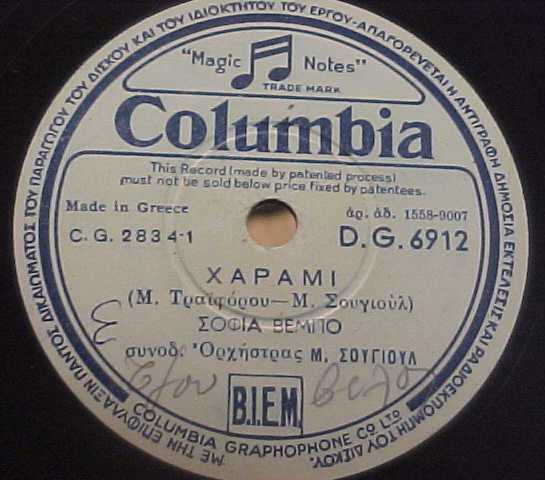 ΜΕ ΤΗΝ ΕΠΙΦΥΛΑΞΙΝ ΠΑΝΤΟΣ ΔΙΚΑΙΩΜΑΤΟΣ ΤΟΥ ΠΑΡΑΓΩΓΟΥ ΤΟΥ ΔΙΣΚΟΥ ΚΑΙ ΤΟΥ ΙΔΙΟΚΤΗΤΟΥ ΤΟΥ ΕΡΓΟΥ-ΑΠΑΓΟΡΕΥΕΤΑΙ Η ΑΝΤΙΓΡΑΦΗ ΔΗΜΟΣΙΑ ΕΚΤΕΛΕΣΙΣ ΚΑΙ ΡΑΔΙΟΕΚΠΟΜΠΗ ΤΟΥ ΔΙΣΚΟΥ.
"Magic Notes"
TRADE MARK
Columbia
This Record (made by patented process)
must not be sold below price fixed by patentees.
Made in Greece ἀρ. ἀδ. 1558-9007
C.G. 2834-1 D.G. 6912
ΧΑΡΑΜΙ
(Μ. Τραϊφόρου—Μ. Σουγιούλ)
ΣΟΦΙΑ ΒΕΜΠΟ
συνοδ. Ὀρχήστρας Μ. ΣΟΥΓΙΟΥΛ
B.I.E.M.
COLUMBIA GRAPHOPHONE CO LTD